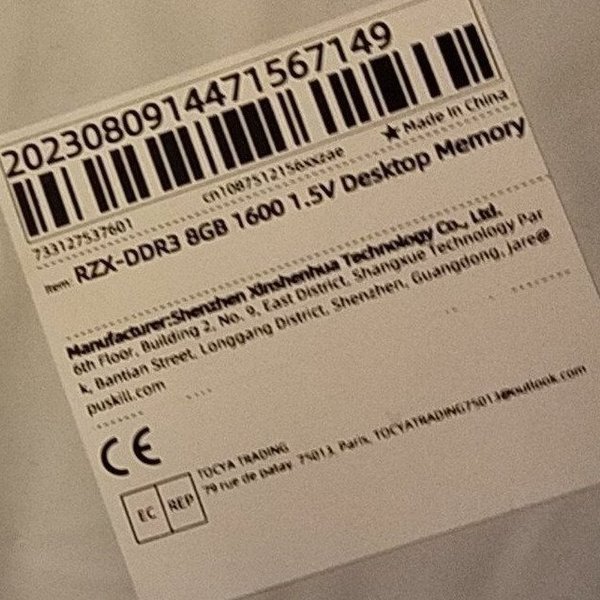 2023080914471567149
733127537601
cn1087512156xxzae
★Made In China
Item: RZX-DDR3 8GB 1600 1.5V Desktop Memory
Manufacturer:Shenzhen Xinshenhua Technology Co., Ltd.
6th Floor, Building 2, No. 9, East District, Shangxue Technology Par
k, Bantian Street, Longgang District, Shenzhen, Guangdong, jare@
puskill.com
CE
EC REP
TOCYA TRADING
79 rue de patay, 75013, Paris, TOCYATRADING75013@outlook.com